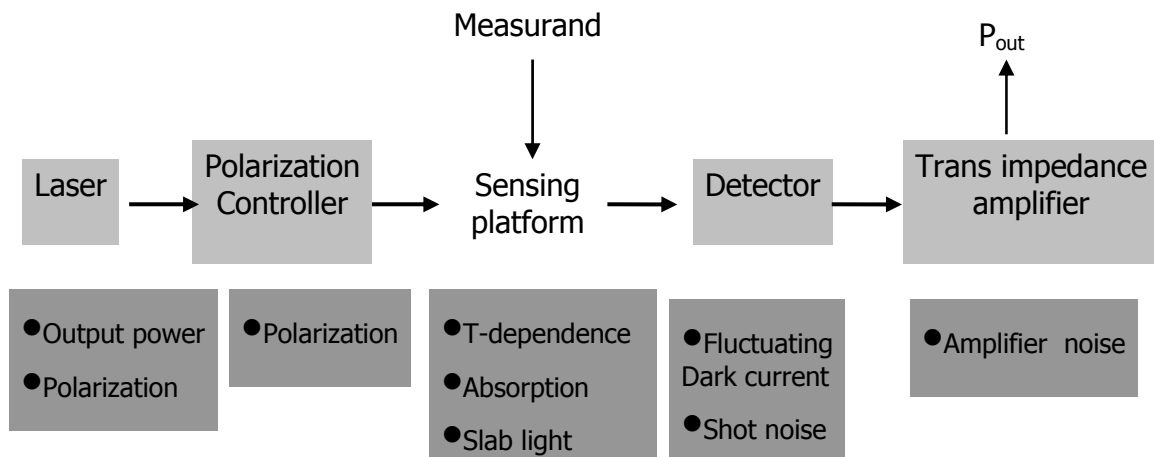 Measurand
P_out
Laser
Polarization
Controller
Sensing
platform
Detector
Trans impedance
amplifier
●Output power
●Polarization
●Polarization
●T-dependence
●Absorption
●Slab light
●Fluctuating
Dark current
●Shot noise
●Amplifier noise